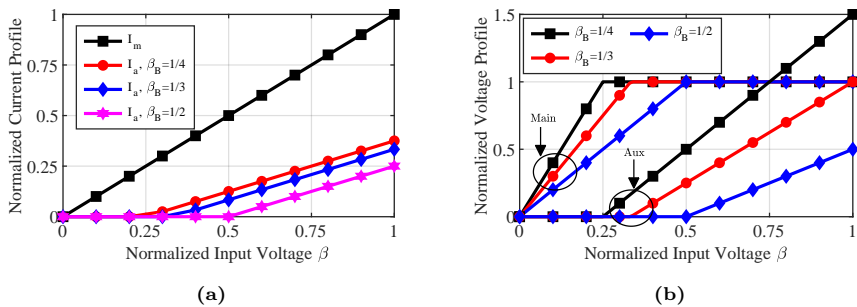 Normalized Current Profile
1
0.75
0.5
0.25
0
I_m
I_a, β_B=1/4
I_a, β_B=1/3
I_a, β_B=1/2
0 0.25 0.5 0.75 1
Normalized Input Voltage β
(a)
Normalized Voltage Profile
1.5
1
0.5
0
β_B=1/4
β_B=1/3
β_B=1/2
Main
Aux
0 0.25 0.5 0.75 1
Normalized Input Voltage β
(b)